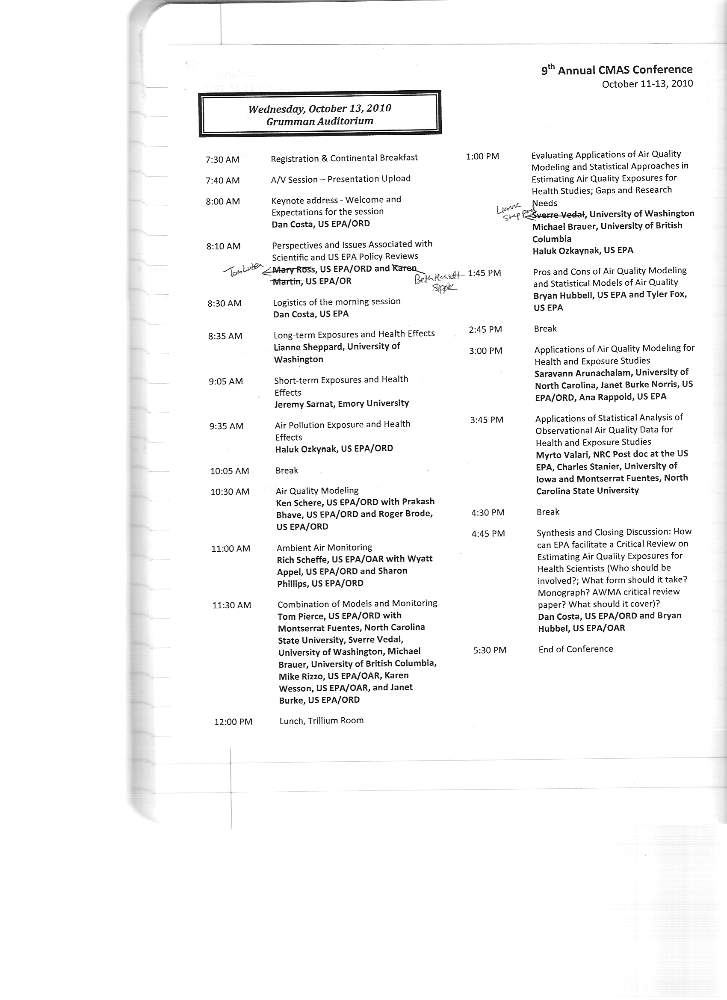 9th Annual CMAS Conference
October 11-13, 2010
Wednesday, October 13, 2010
Grumman Auditorium
7:30 AM Registration & Continental Breakfast
7:40 AM A/V Session – Presentation Upload
8:00 AM Keynote address - Welcome and
Expectations for the session
Dan Costa, US EPA/ORD
8:10 AM Perspectives and Issues Associated with
Scientific and US EPA Policy Reviews
Tom Luben Mary Ross, US EPA/ORD and Karen
Martin, US EPA/OR Beth Hassett-
Sipple
8:30 AM Logistics of the morning session
Dan Costa, US EPA
8:35 AM Long-term Exposures and Health Effects
Lianne Sheppard, University of
Washington
9:05 AM Short-term Exposures and Health
Effects
Jeremy Sarnat, Emory University
9:35 AM Air Pollution Exposure and Health
Effects
Haluk Ozkynak, US EPA/ORD
10:05 AM Break
10:30 AM Air Quality Modeling
Ken Schere, US EPA/ORD with Prakash
Bhave, US EPA/ORD and Roger Brode,
US EPA/ORD
11:00 AM Ambient Air Monitoring
Rich Scheffe, US EPA/OAR with Wyatt
Appel, US EPA/ORD and Sharon
Phillips, US EPA/ORD
11:30 AM Combination of Models and Monitoring
Tom Pierce, US EPA/ORD with
Montserrat Fuentes, North Carolina
State University, Sverre Vedal,
University of Washington, Michael
Brauer, University of British Columbia,
Mike Rizzo, US EPA/OAR, Karen
Wesson, US EPA/OAR, and Janet
Burke, US EPA/ORD
12:00 PM Lunch, Trillium Room
1:00 PM Evaluating Applications of Air Quality
Modeling and Statistical Approaches in
Estimating Air Quality Exposures for
Health Studies; Gaps and Research
Needs
Lianne
Sheppard Sverre Vedal, University of Washington
Michael Brauer, University of British
Columbia
Haluk Ozkaynak, US EPA
1:45 PM Pros and Cons of Air Quality Modeling
and Statistical Models of Air Quality
Bryan Hubbell, US EPA and Tyler Fox,
US EPA
2:45 PM Break
3:00 PM Applications of Air Quality Modeling for
Health and Exposure Studies
Saravann Arunachalam, University of
North Carolina, Janet Burke Norris, US
EPA/ORD, Ana Rappold, US EPA
3:45 PM Applications of Statistical Analysis of
Observational Air Quality Data for
Health and Exposure Studies
Myrto Valari, NRC Post doc at the US
EPA, Charles Stanier, University of
Iowa and Montserrat Fuentes, North
Carolina State University
4:30 PM Break
4:45 PM Synthesis and Closing Discussion: How
can EPA facilitate a Critical Review on
Estimating Air Quality Exposures for
Health Scientists (Who should be
involved?; What form should it take?
Monograph? AWMA critical review
paper? What should it cover)?
Dan Costa, US EPA/ORD and Bryan
Hubbel, US EPA/OAR
5:30 PM End of Conference